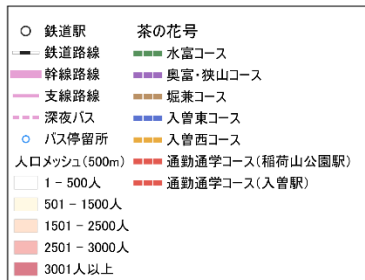 鉄道駅
鉄道路線
幹線路線
支線路線
深夜バス
バス停留所
人口メッシュ(500m)
1 - 500人
501 - 1500人
1501 - 2500人
2501 - 3000人
3001人以上
茶の花号
水富コース
奥富・狭山コース
堀兼コース
入曽東コース
入曽西コース
通勤通学コース(稲荷山公園駅)
通勤通学コース(入曽駅)